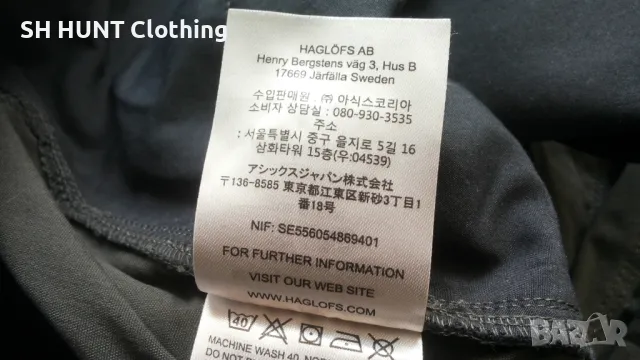 SH HUNT Clothing
HAGLÖFS AB
Henry Bergstens väg 3, Hus B
17669 Järfälla Sweden
수입판매원 : ㈜ 아식스코리아
소비자 상담실 : 080-930-3535
주소
: 서울특별시 중구 을지로 5길 16
삼화타워 15층(우:04539)
アシックスジャパン株式会社
〒136-8585 東京都江東区新砂3丁目1
番18号
NIF: SE556054869401
FOR FURTHER INFORMATION
VISIT OUR WEB SITE
WWW.HAGLOFS.COM
40
MACHINE WASH 40, NOR
DO NOT
BAZAR